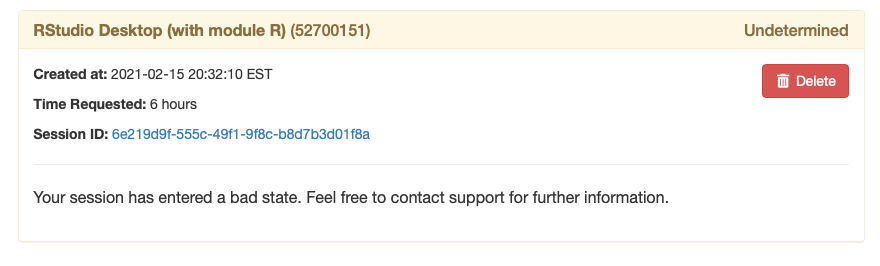 RStudio Desktop (with module R) (52700151) Undetermined
Created at: 2021-02-15 20:32:10 EST
Delete
Time Requested: 6 hours
Session ID: 6e219d9f-555c-49f1-9f8c-b8d7b3d01f8a
Your session has entered a bad state. Feel free to contact support for further information.